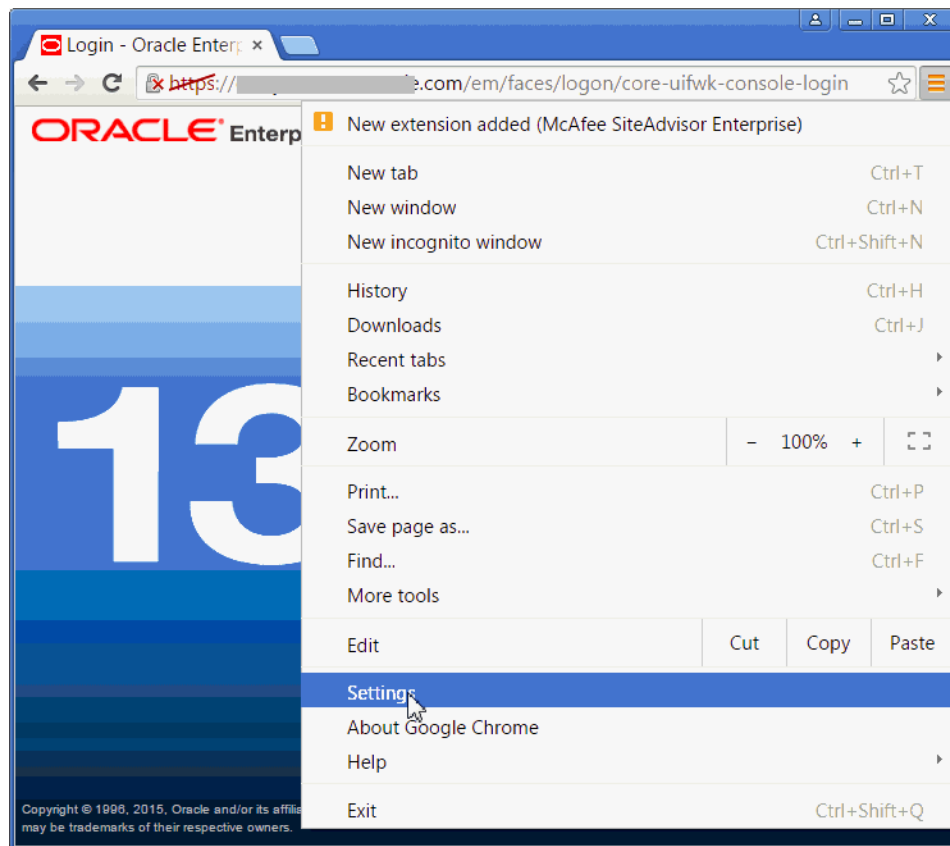 Login - Oracle Enterp
https:// e.com/em/faces/logon/core-uifwk-console-login
ORACLE® Enterp
New extension added (McAfee SiteAdvisor Enterprise)
New tab Ctrl+T
New window Ctrl+N
New incognito window Ctrl+Shift+N
History Ctrl+H
Downloads Ctrl+J
Recent tabs
Bookmarks
Zoom − 100% +
13
Print... Ctrl+P
Save page as... Ctrl+S
Find... Ctrl+F
More tools
Edit Cut Copy Paste
Settings
About Google Chrome
Help
Exit Ctrl+Shift+Q
Copyright © 1996, 2015, Oracle and/or its affilia
may be trademarks of their respective owners.